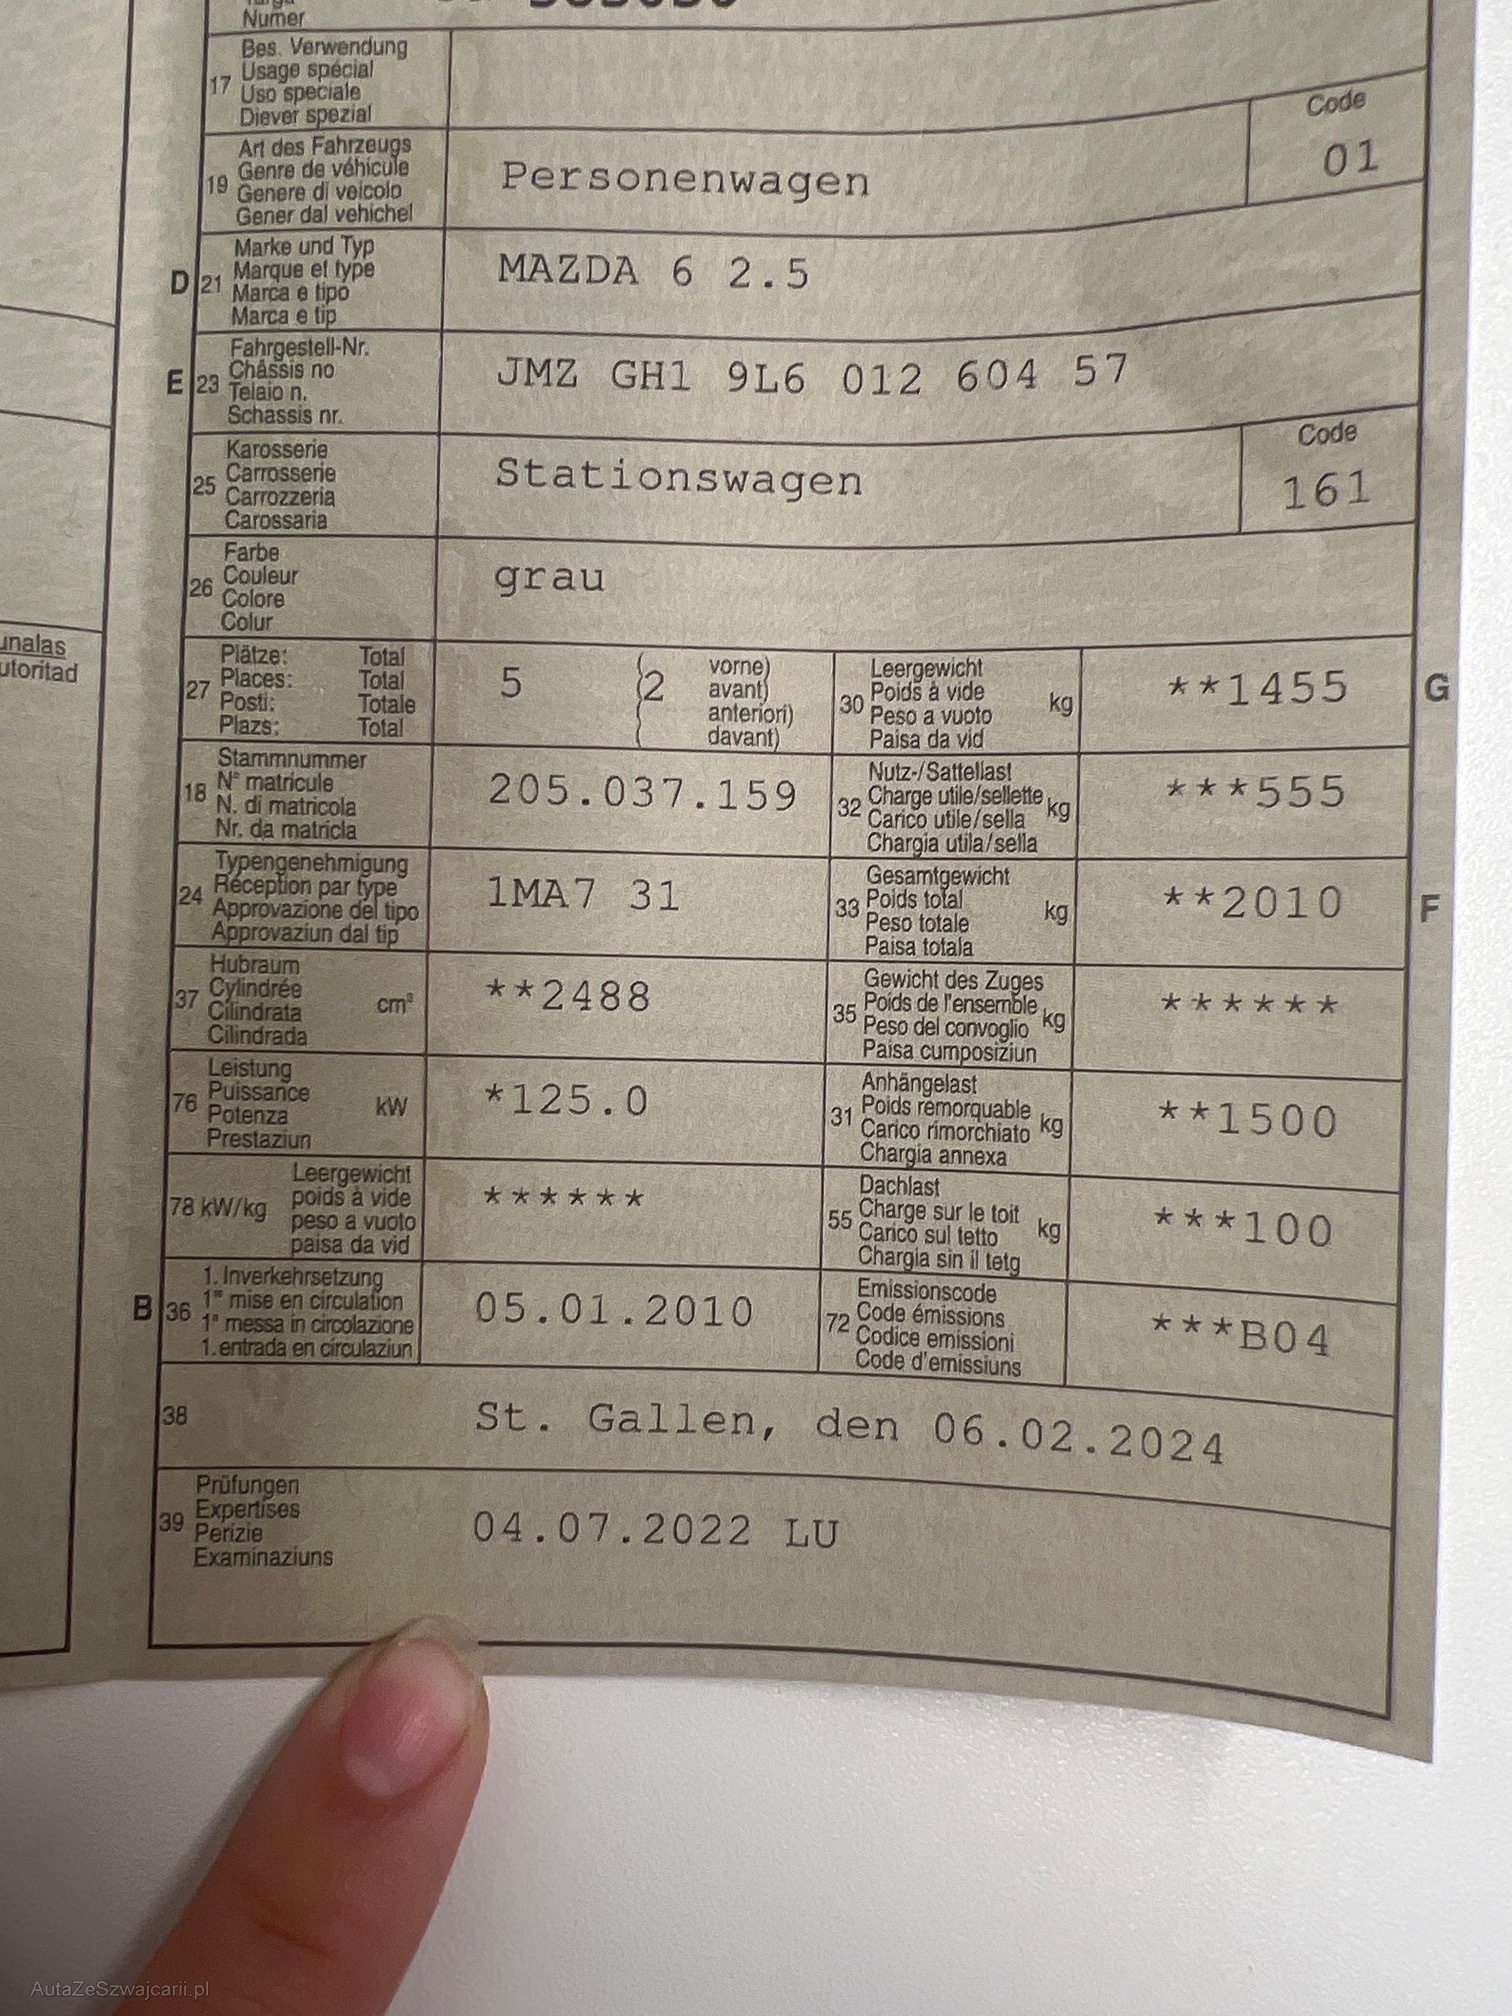 Targa
Numer
17
Bes. Verwendung
Usage spécial
Uso speciale
Diever spezial
19
Art des Fahrzeugs
Genre de véhicule
Genere di veicolo
Gener dal vehichel
Personenwagen
Code
01
D 21
Marke und Typ
Marque et type
Marca e tipo
Marca e tip
MAZDA 6 2.5
E 23
Fahrgestell-Nr.
Châssis no
Telaio n.
Schassis nr.
JMZ GH1 9L6 012 604 57
25
Karosserie
Carrosserie
Carrozzeria
Carossaria
Stationswagen
Code
161
26
Farbe
Couleur
Colore
Colur
grau
unalas
utoritad
27
Plätze: Total
Places: Total
Posti: Totale
Plazs: Total
5 (2 vorne)
avant)
anteriori)
davant)
30
Leergewicht
Poids à vide
Peso a vuoto
Paisa da vid
kg
**1455
G
18
Stammnummer
N° matricule
N. di matricola
Nr. da matricla
205.037.159
32
Nutz-/Sattellast
Charge utile/sellette
Carico utile/sella
Chargia utila/sella
kg
***555
24
Typengenehmigung
Réception par type
Approvazione del tipo
Approvaziun dal tip
1MA7 31
33
Gesamtgewicht
Poids total
Peso totale
Paisa totala
kg
**2010
F
37
Hubraum
Cylindrée
Cilindrata
Cilindrada
cm³
**2488
35
Gewicht des Zuges
Poids de l'ensemble
Peso del convoglio
Paisa cumposiziun
kg
******
76
Leistung
Puissance
Potenza
Prestaziun
kW
*125.0
31
Anhängelast
Poids remorquable
Carico rimorchiato
Chargia annexa
kg
**1500
78 kW/kg
Leergewicht
poids à vide
peso a vuoto
paisa da vid
******
55
Dachlast
Charge sur le toit
Carico sul tetto
Chargia sin il tetg
kg
***100
B 36
1. Inverkehrsetzung
1re mise en circulation
1a messa in circolazione
1. entrada en circulaziun
05.01.2010
72
Emissionscode
Code émissions
Codice emissioni
Code d'emissiuns
***B04
38
St. Gallen, den 06.02.2024
39
Prüfungen
Expertises
Perizie
Examinaziuns
04.07.2022 LU
AutaZeSzwajcarii.pl